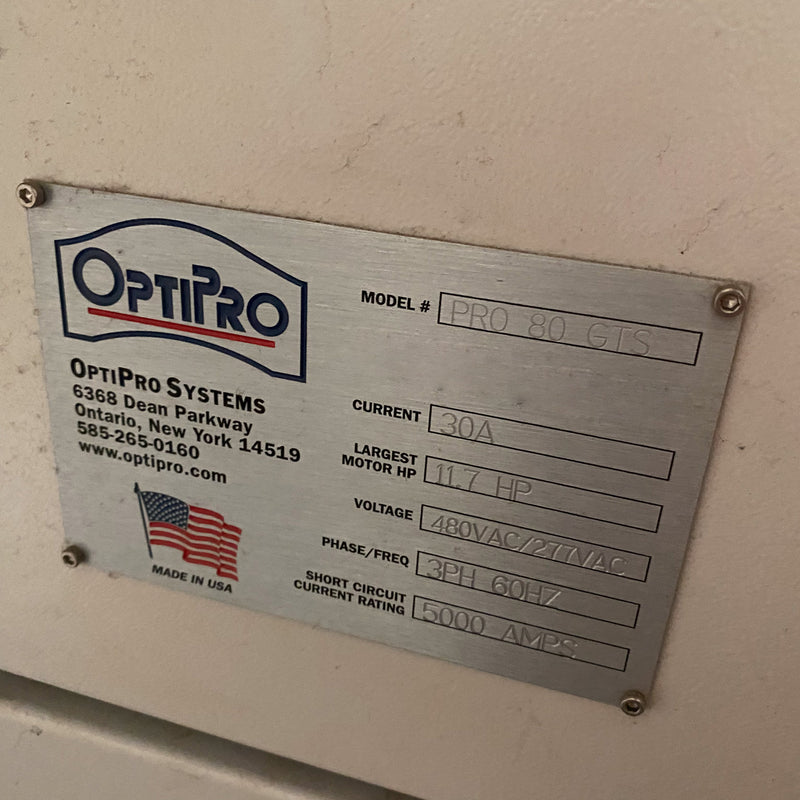 OPTIPRO
OPTIPRO SYSTEMS
6368 Dean Parkway
Ontario, New York 14519
585-265-0160
www.optipro.com
MADE IN USA
MODEL # PRO 80 GTS
CURRENT 30A
LARGEST
MOTOR HP 11.7 HP
VOLTAGE 480VAC/277VAC
PHASE/FREQ 3PH 60HZ
SHORT CIRCUIT
CURRENT RATING 5000 AMPS